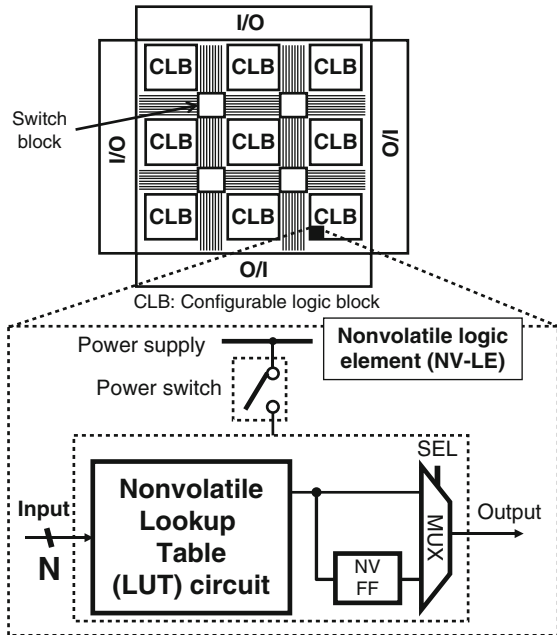 I/O
CLB CLB CLB
Switch
block
I/O
CLB CLB CLB
I/O
CLB CLB CLB
O/I
CLB: Configurable logic block
Power supply
Nonvolatile logic
element (NV-LE)
Power switch
SEL
Input
N
Nonvolatile
Lookup
Table
(LUT) circuit
NV
FF
MUX
Output